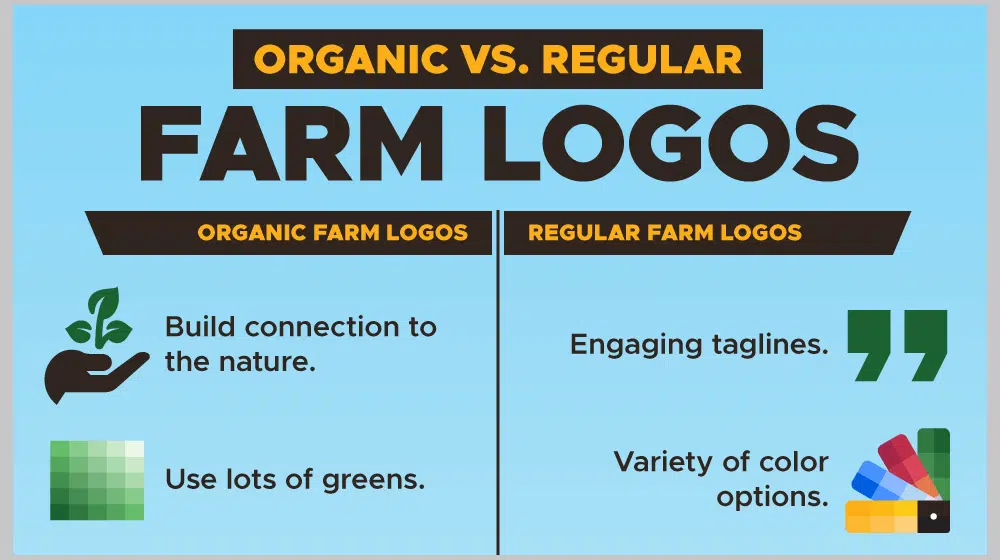 ORGANIC VS. REGULAR
FARM LOGOS
ORGANIC FARM LOGOS
Build connection to
the nature.
Use lots of greens.
REGULAR FARM LOGOS
Engaging taglines.
Variety of color
options.